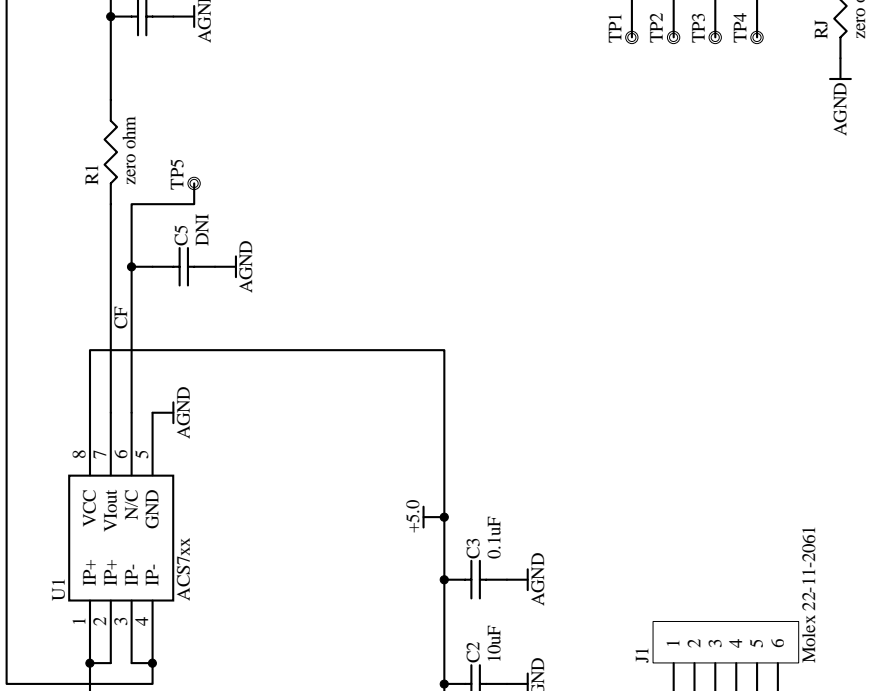 AGND
TP1
TP2
TP3
TP4
RJ
zero
AGND
R1
zero ohm
TP5
C5
DNI
AGND
CF
AGND
8
7
6
5
VCC
VIout
N/C
GND
IP+
IP+
IP-
IP-
U1
ACS7xx
1
2
3
4
+5.0
C3
0.1uF
AGND
C2
10uF
GND
J1
1
2
3
4
5
6
Molex 22-11-2061